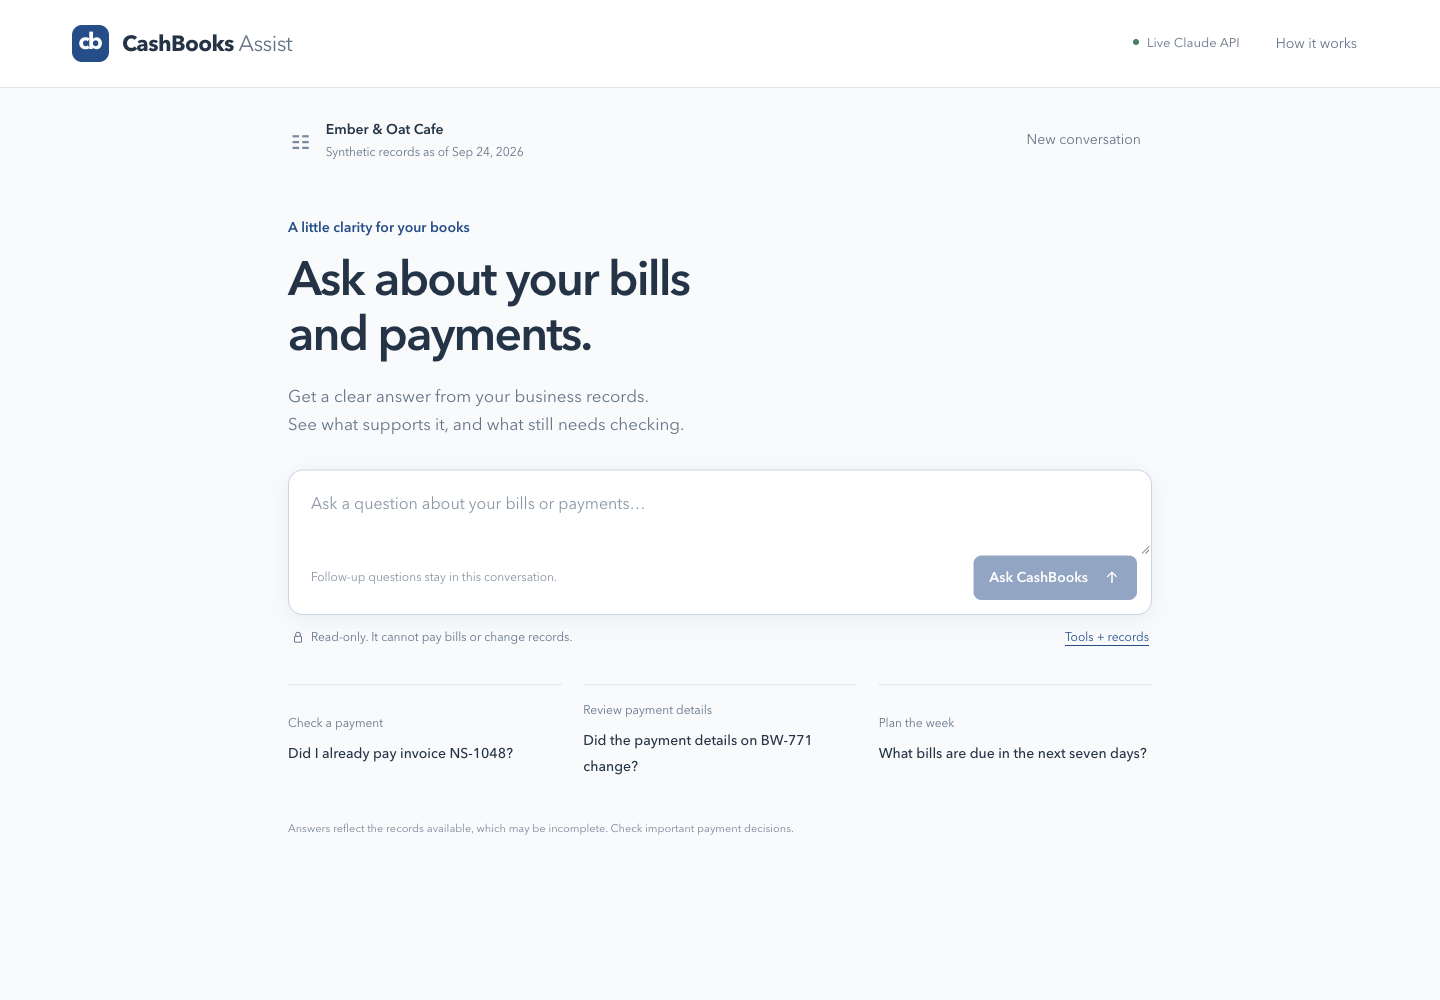 cb
CashBooks Assist
Live Claude API
How it works
Ember & Oat Cafe
Synthetic records as of Sep 24, 2026
New conversation
A little clarity for your books
Ask about your bills
and payments.
Get a clear answer from your business records.
See what supports it, and what still needs checking.
Ask a question about your bills or payments…
Follow-up questions stay in this conversation.
Ask CashBooks
Read-only. It cannot pay bills or change records.
Tools + records
Check a payment
Did I already pay invoice NS-1048?
Review payment details
Did the payment details on BW-771
change?
Plan the week
What bills are due in the next seven days?
Answers reflect the records available, which may be incomplete. Check important payment decisions.